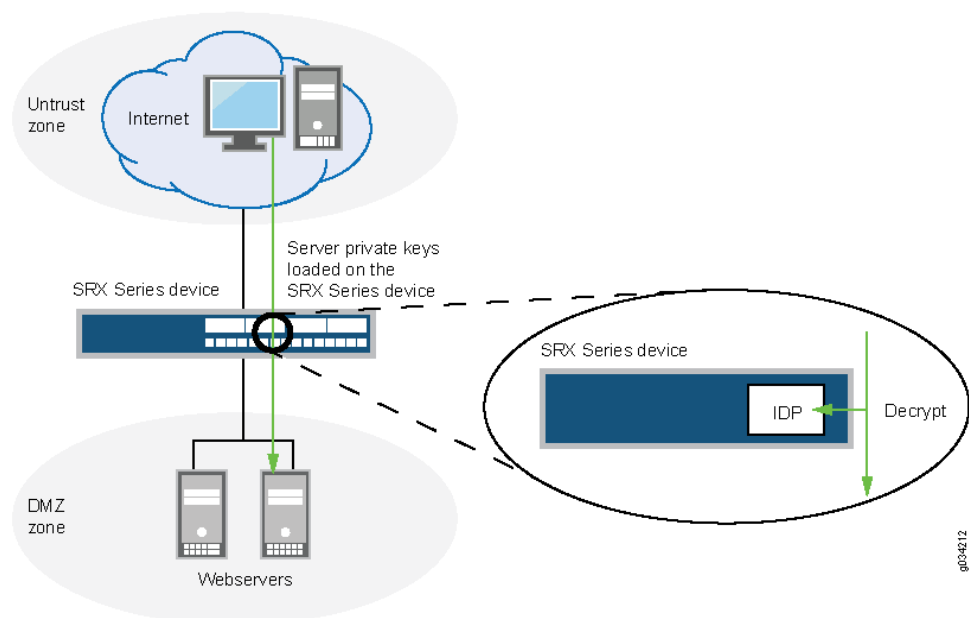 Untrust
zone
Internet
Server private keys
loaded on the
SRX Series device
SRX Series device
SRX Series device
IDP
Decrypt
DMZ
zone
Webservers
g034212